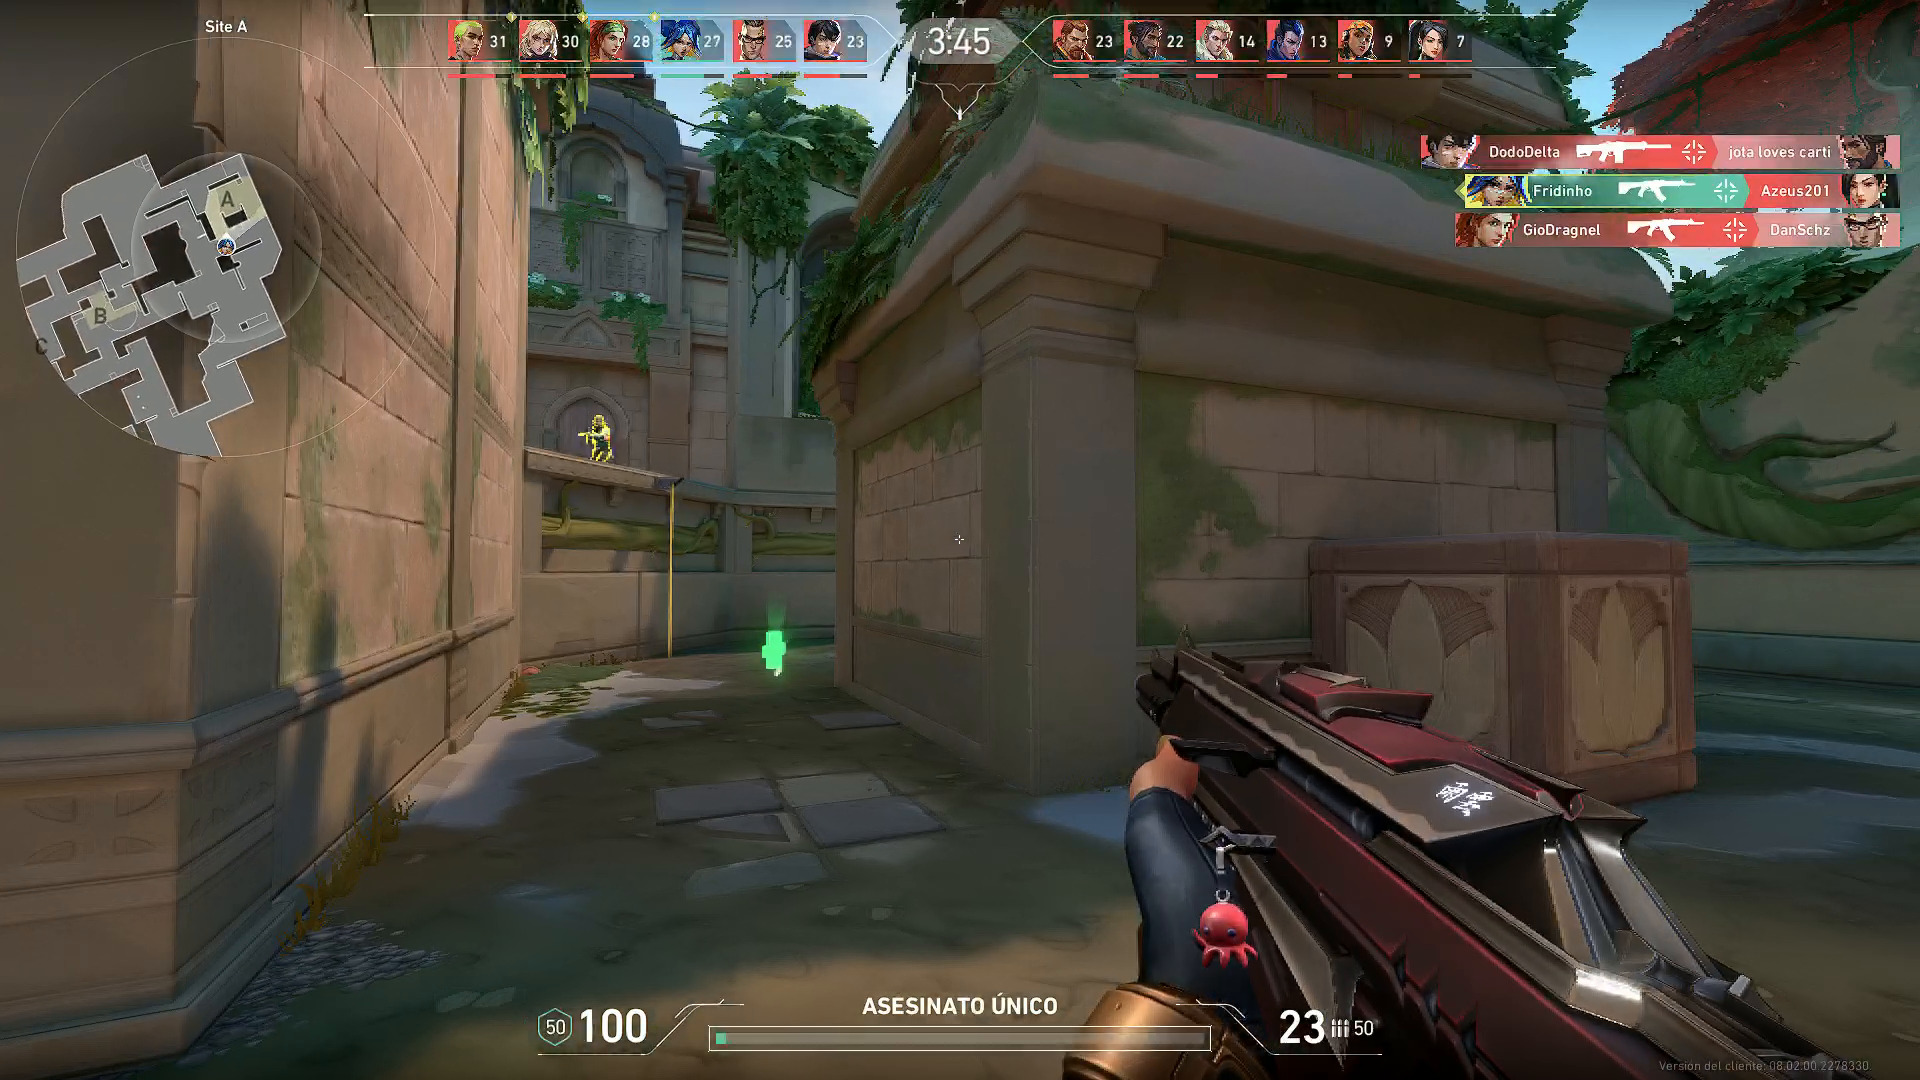 Site A
31 30 28 27 25 23 3:45 23 22 14 13 9 7
DodoDelta jota loves carti
Fridinho Azeus201
GioDragnel DanSchz
A
B
C
ASESINATO ÚNICO
50 100
23 50
Versión del cliente: 08.02.00.2278330